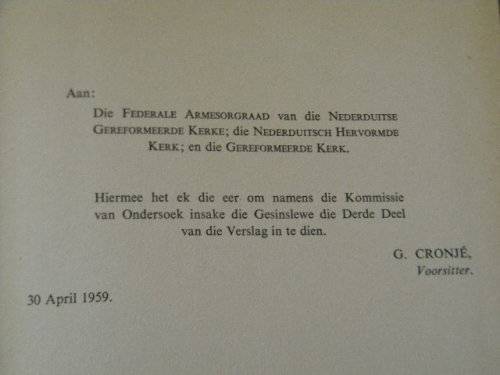 Aan:
Die FEDERALE ARMESORGRAAD van die NEDERDUITSE
GEREFORMEERDE KERKE; die NEDERDUITSCH HERVORMDE
KERK; en die GEREFORMEERDE KERK.
Hiermee het ek die eer om namens die Kommissie
van Ondersoek insake die Gesinslewe die Derde Deel
van die Verslag in te dien.
G. CRONJÉ,
Voorsitter.
30 April 1959.